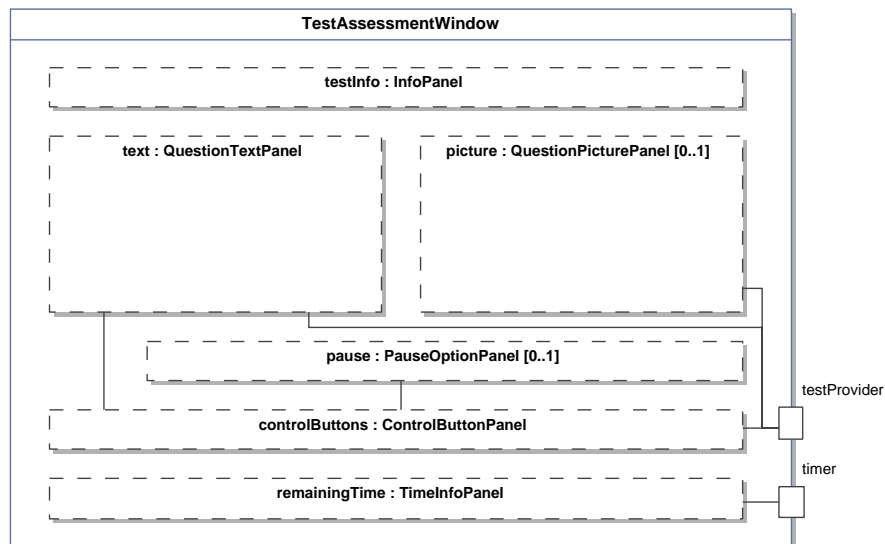 TestAssessmentWindow
testInfo : InfoPanel
text : QuestionTextPanel
picture : QuestionPicturePanel [0..1]
pause : PauseOptionPanel [0..1]
testProvider
controlButtons : ControlButtonPanel
timer
remainingTime : TimeInfoPanel